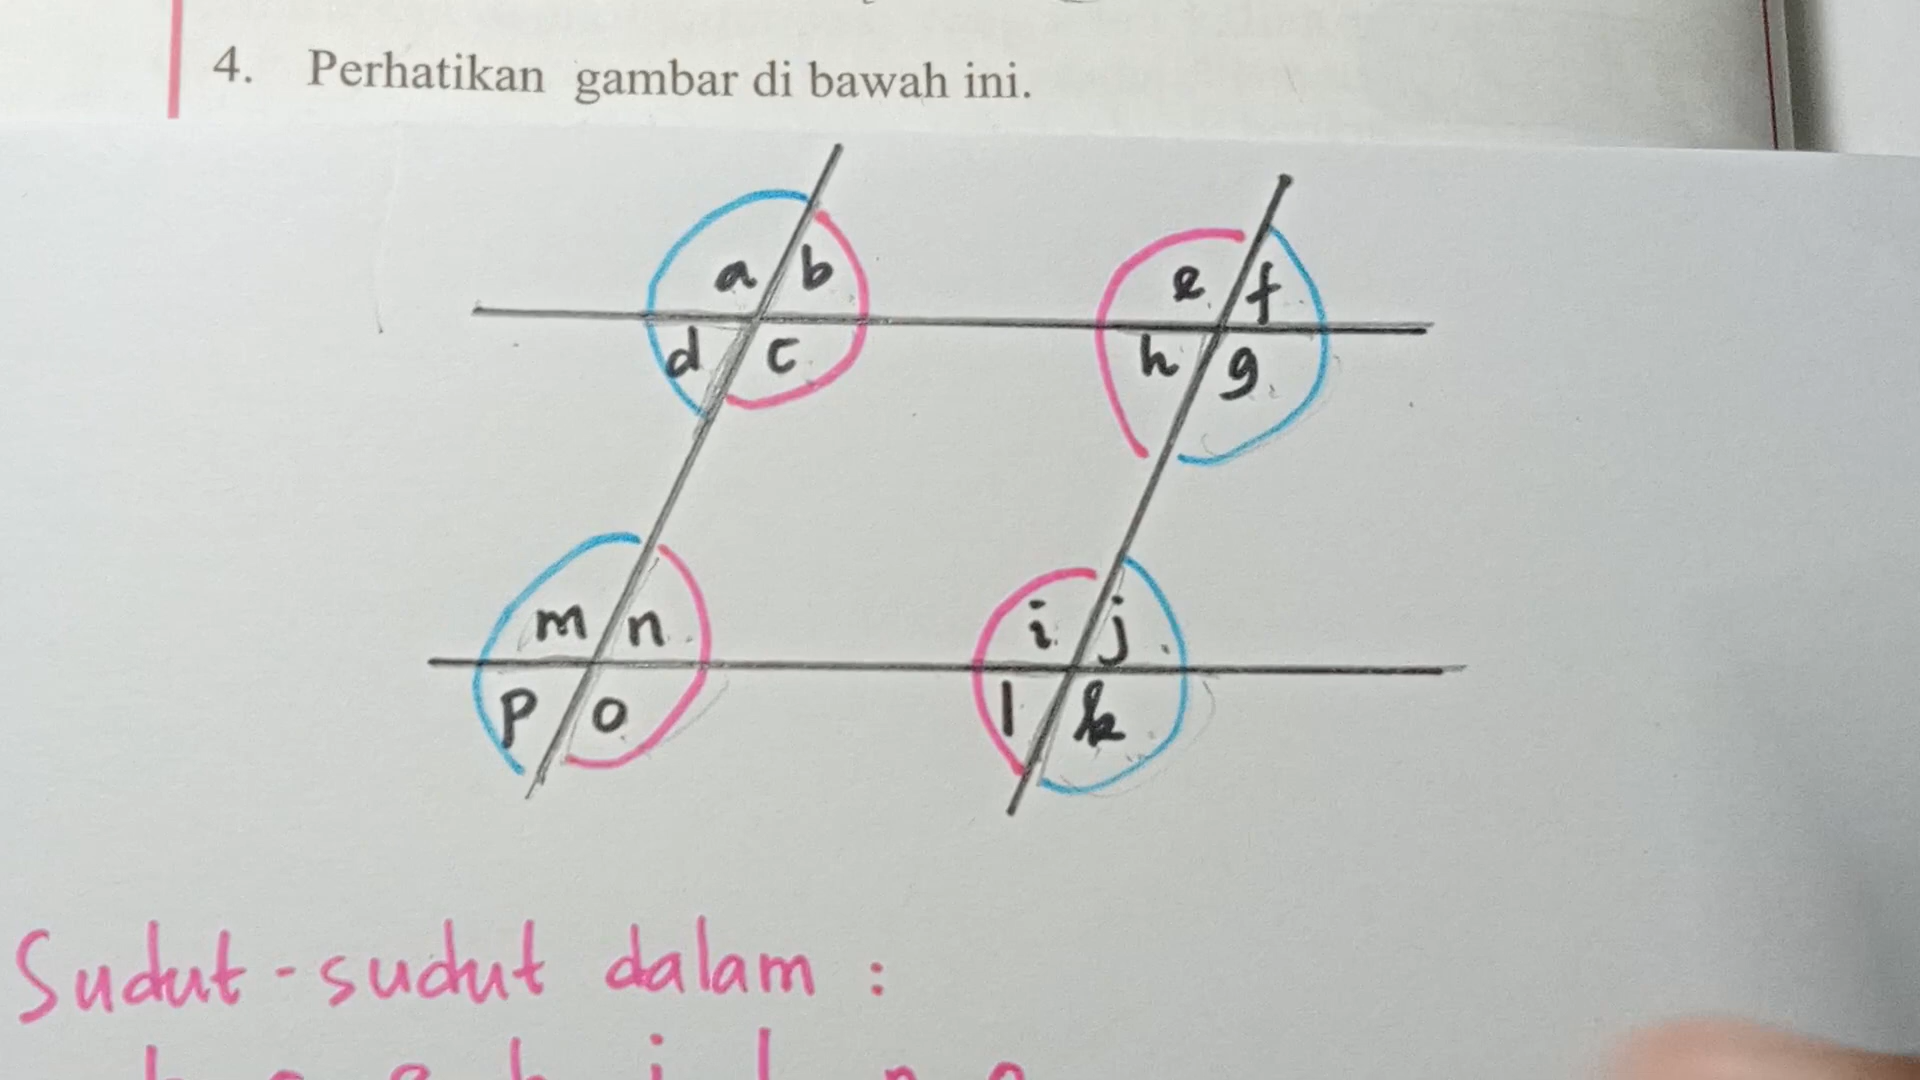 4. Perhatikan gambar di bawah ini.
a b e f
d c h g
m n i j
p o l k
Sudut-sudut dalam :